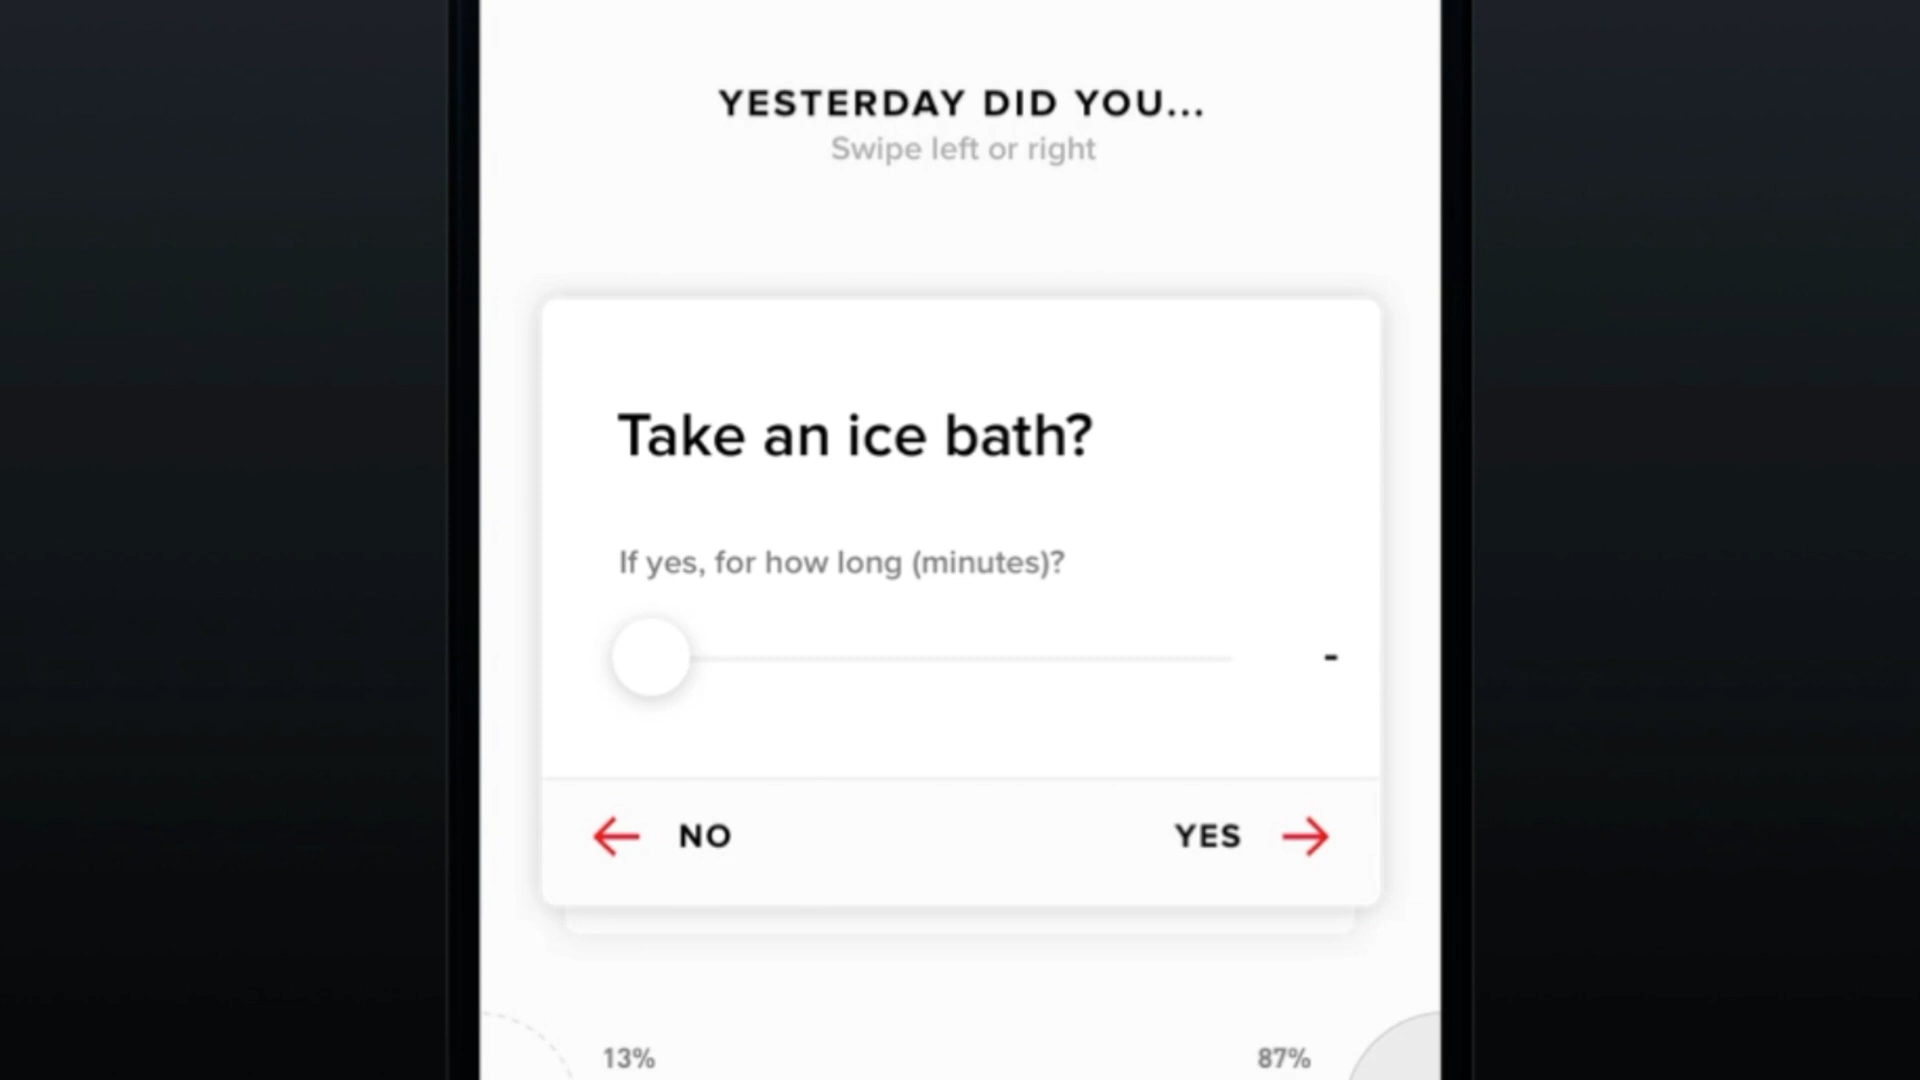 YESTERDAY DID YOU...
Swipe left or right
Take an ice bath?
If yes, for how long (minutes)?
-
NO
YES
13%
87%